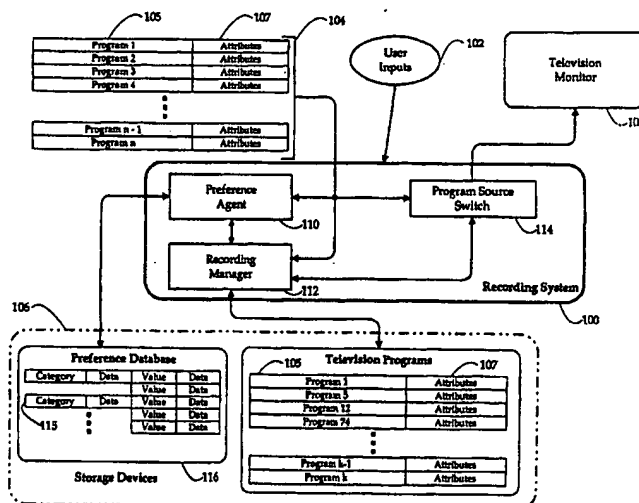 105
107
104
Program 1 Attributes
Program 2 Attributes
Program 3 Attributes
Program 4 Attributes
Program n - 1 Attributes
Program n Attributes
User
Inputs
102
Television
Monitor
10
Preference
Agent
110
Program Source
Switch
114
Recording
Manager
112
Recording System
100
106
Preference Database
Category Data Value Data
Value Data
Category Data Value Data
Value Data
Value Data
115
Storage Devices
116
Television Programs
105
107
Program 1 Attributes
Program 5 Attributes
Program 12 Attributes
Program 74 Attributes
Program k-1 Attributes
Program k Attributes